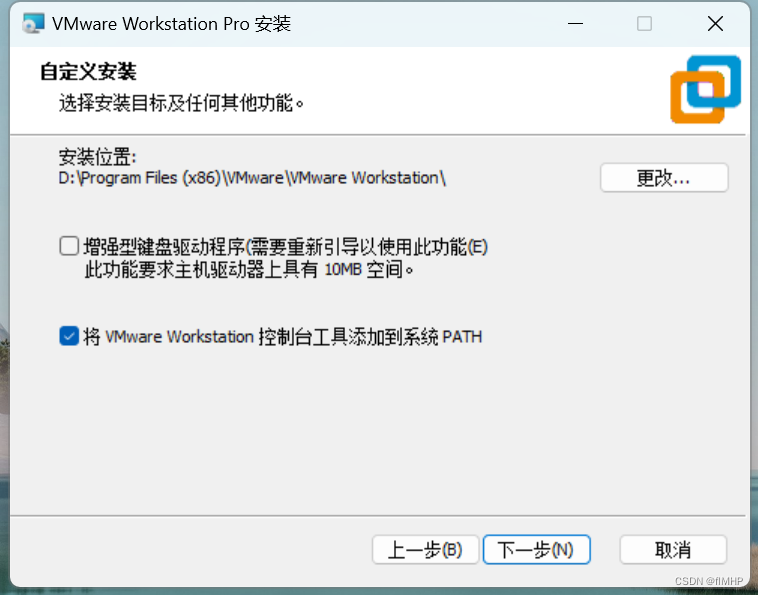 VMware Workstation Pro 安装
自定义安装
选择安装目标及任何其他功能。
安装位置:
D:\Program Files (x86)\VMware\VMware Workstation\
更改...
增强型键盘驱动程序(需要重新引导以使用此功能(E)
此功能要求主机驱动器上具有 10MB 空间。
将 VMware Workstation 控制台工具添加到系统 PATH
上一步(B) 下一步(N) 取消
CSDN @flMHP